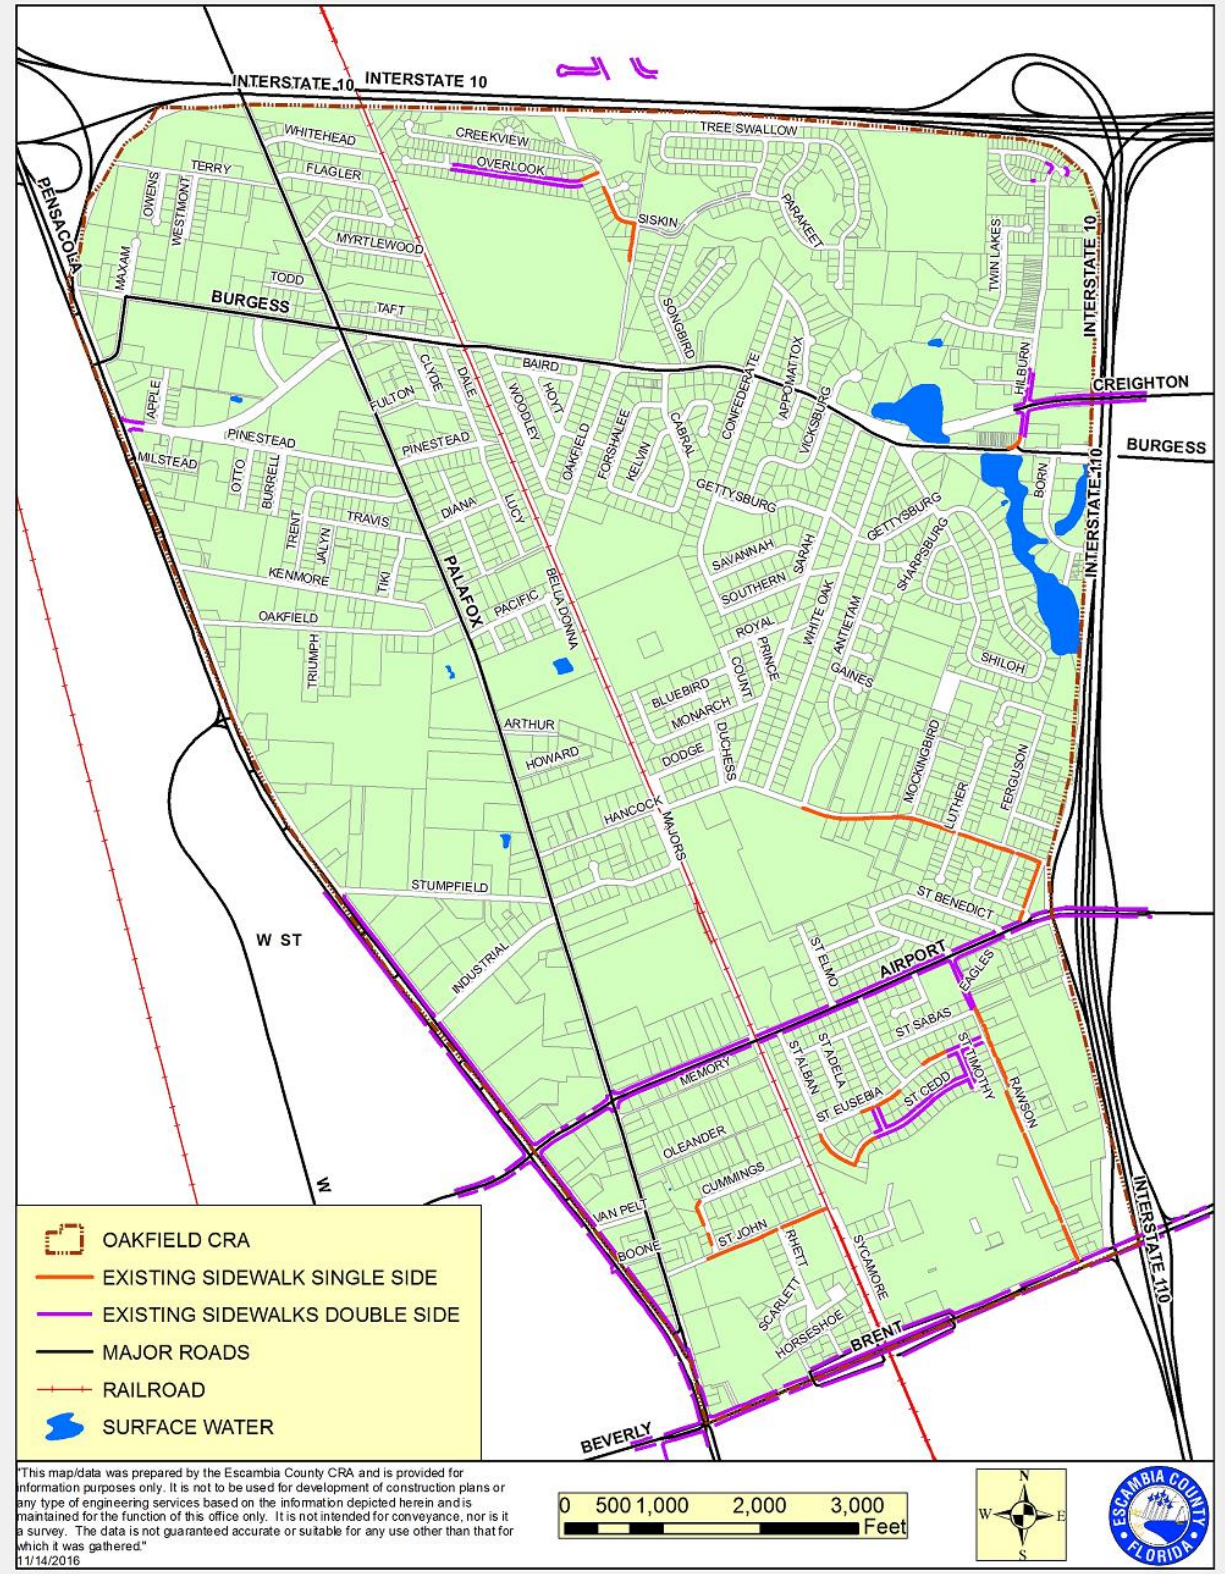 INTERSTATE 10
INTERSTATE 10
WHITEHEAD
CREEKVIEW
TREE SWALLOW
OVERLOOK
TERRY
FLAGLER
OWENS
WESTMONT
PENSACOLA
PARAKEET
SISKIN
MYRTLEWOOD
MAXAM
TWIN LAKES
INTERSTATE 10
TODD
BURGESS
TAFT
SONGBIRD
BAIRD
CLYDE
DALE
HILBURN
CREIGHTON
APPLE
FULTON
WOODLEY
HOYT
CONFEDERATE
APPOMATTOX
VICKSBURG
PINESTEAD
PINESTEAD
OAKFIELD
FORSHALEE
KELVIN
CABRAL
BURGESS
MILSTEAD
OTTO
BURRELL
GETTYSBURG
GETTYSBURG
BORN
INTERSTATE 110
DIANA
LUCY
TRENT
TRAVIS
JALYN
SAVANNAH
SARAH
SHARPSBURG
KENMORE
TIKI
PALAFOX
BELLA DONNA
SOUTHERN
PACIFIC
OAKFIELD
ROYAL
WHITE OAK
ANTIETAM
TRIUMPH
PRINCE
COUNT
GAINES
SHILOH
BLUEBIRD
MONARCH
ARTHUR
DUCHESS
HOWARD
DODGE
MOCKINGBIRD
LUTHER
FERGUSON
HANCOCK
MAJORS
STUMPFIELD
ST BENEDICT
W ST
INDUSTRIAL
ST ELMO
AIRPORT
EAGLES
ST SABAS
MEMORY
ST ALBAN
ST ADELA
ST TIMOTHY
ST EUSEBIA
ST CEDD
RAWSON
OLEANDER
CUMMINGS
W
VAN PELT
INTERSTATE 110
BOONE
ST JOHN
RHETT
SYCAMORE
SCARLETT
HORSESHOE
BRENT
BEVERLY
OAKFIELD CRA
EXISTING SIDEWALK SINGLE SIDE
EXISTING SIDEWALKS DOUBLE SIDE
MAJOR ROADS
RAILROAD
SURFACE WATER
"This map/data was prepared by the Escambia County CRA and is provided for
information purposes only. It is not to be used for development of construction plans or
any type of engineering services based on the information depicted herein and is
maintained for the function of this office only. It is not intended for conveyance, nor is it
a survey. The data is not guaranteed accurate or suitable for any use other than that for
which it was gathered."
11/14/2016
0 500 1,000 2,000 3,000
Feet
N
W E
S
ESCAMBIA COUNTY
FLORIDA